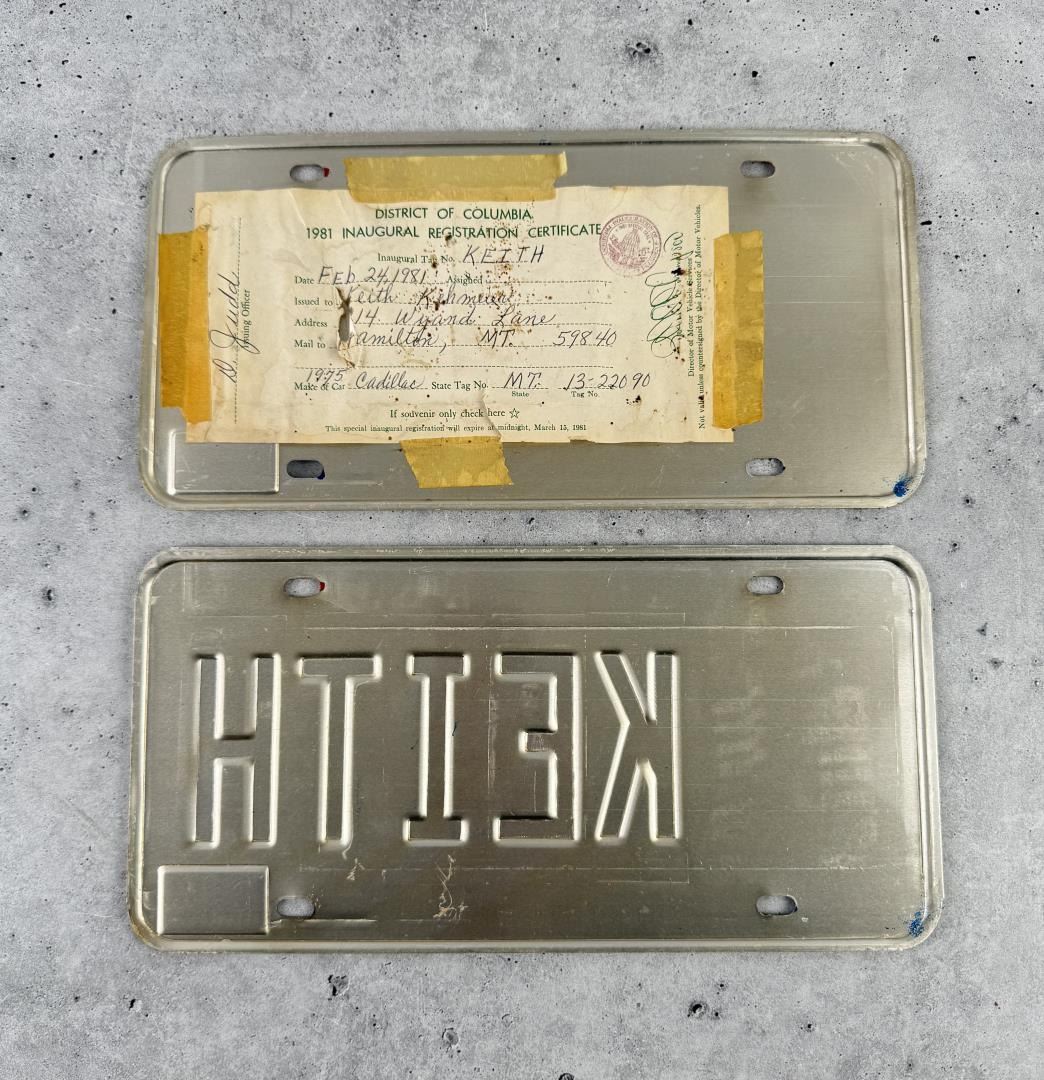 DISTRICT OF COLUMBIA
1981 INAUGURAL REGISTRATION CERTIFICATE
Inaugural Tag No. KEITH
Date Feb 24, 1981 Assigned
Issued to Keith
Address 14 Wyand Lane
Mail to Hamilton, MT. 59840
Make of Car 1975 Cadillac State Tag No. MT. 13-22090
State Tag No.
If souvenir only check here ☆
This special inaugural registration will expire at midnight, March 15, 1981
D. Judd
Issuing Officer
Director of Motor Vehicle Services
Not valid unless countersigned by the Director of Motor Vehicles.
KEITH